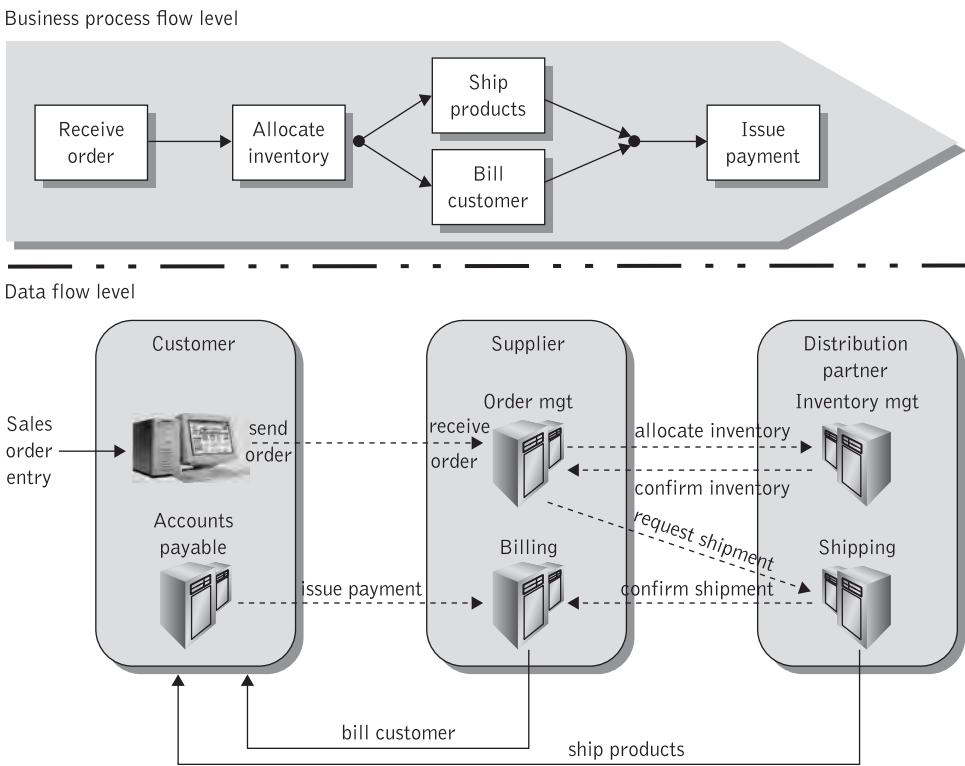 Business process flow level
Receive
order
Allocate
inventory
Ship
products
Bill
customer
Issue
payment
Data flow level
Customer
Supplier
Distribution
partner
Sales
order
entry
send
order
receive
order
Order mgt
Inventory mgt
allocate inventory
confirm inventory
request shipment
Accounts
payable
Billing
Shipping
issue payment
confirm shipment
bill customer
ship products